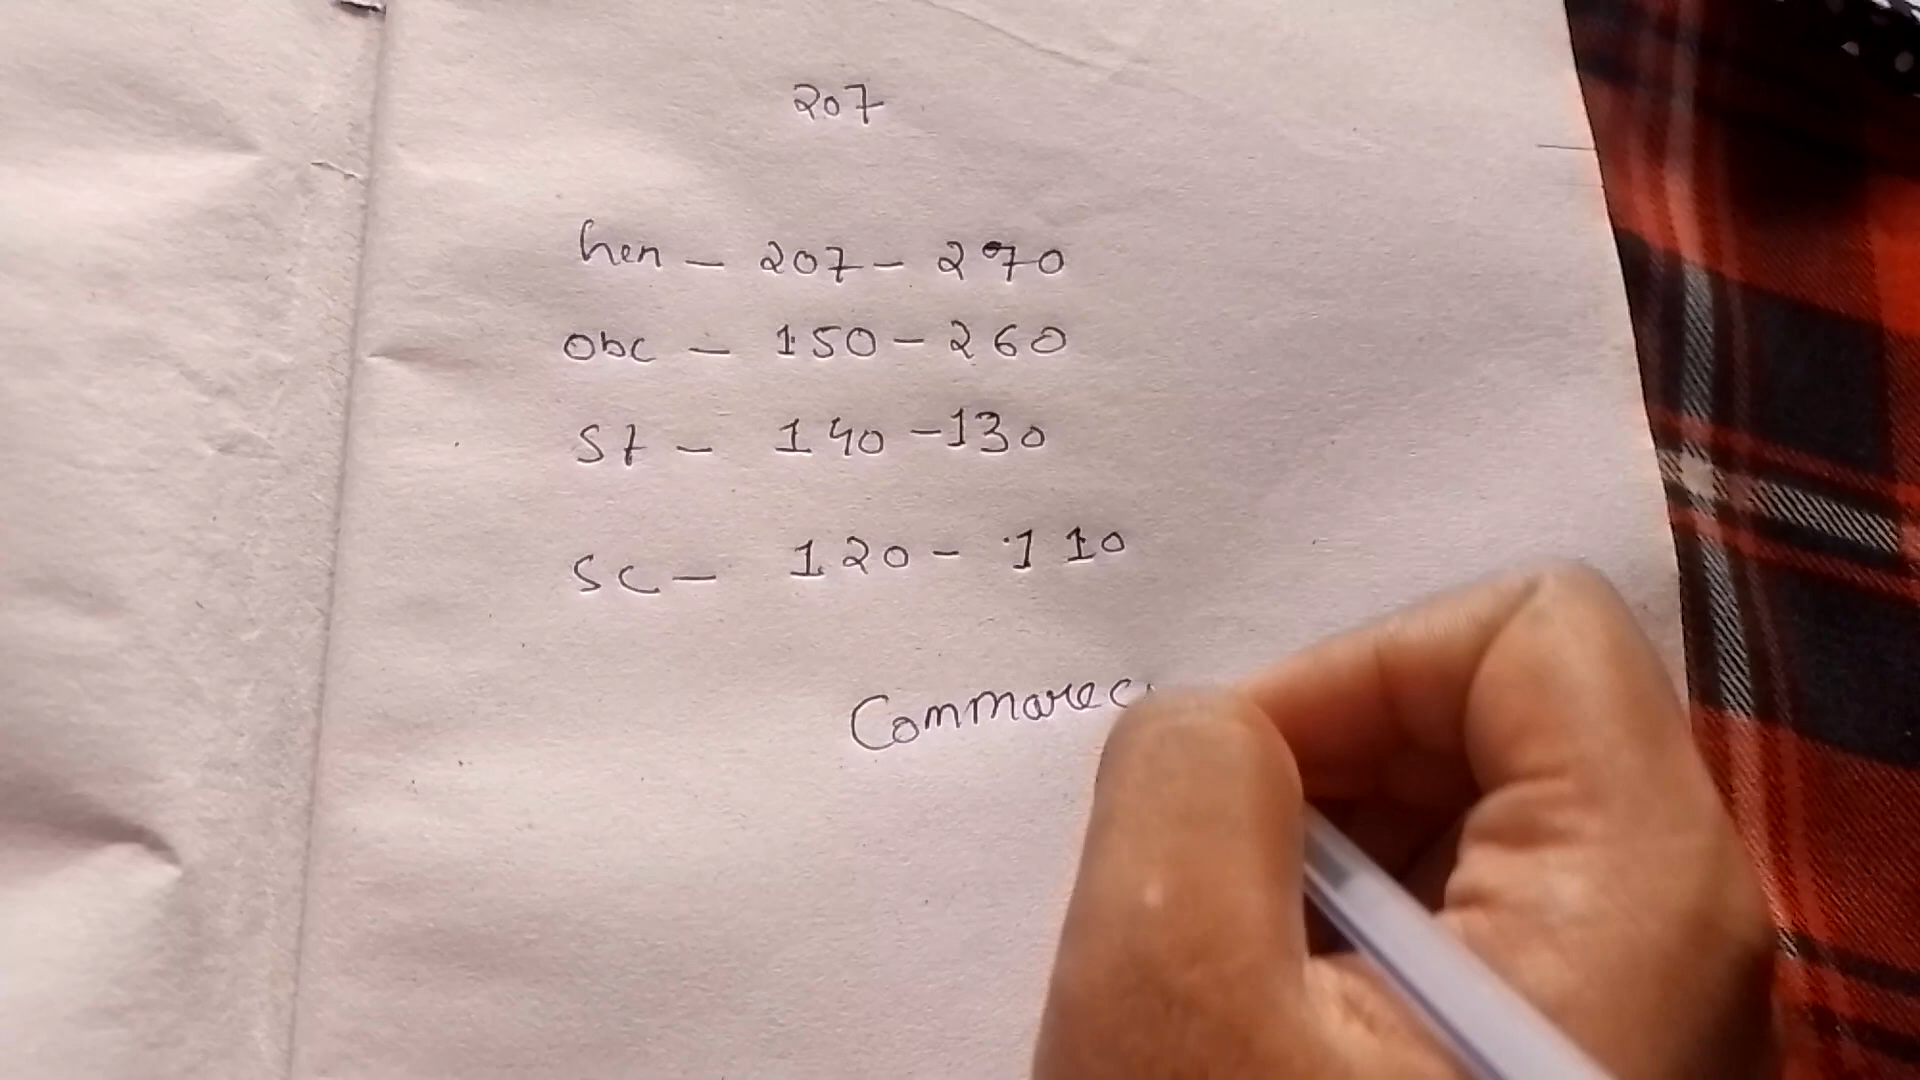 207
Gen - 207 - 270
obc - 150 - 260
St - 140 - 130
Sc - 120 - 110
Commarec